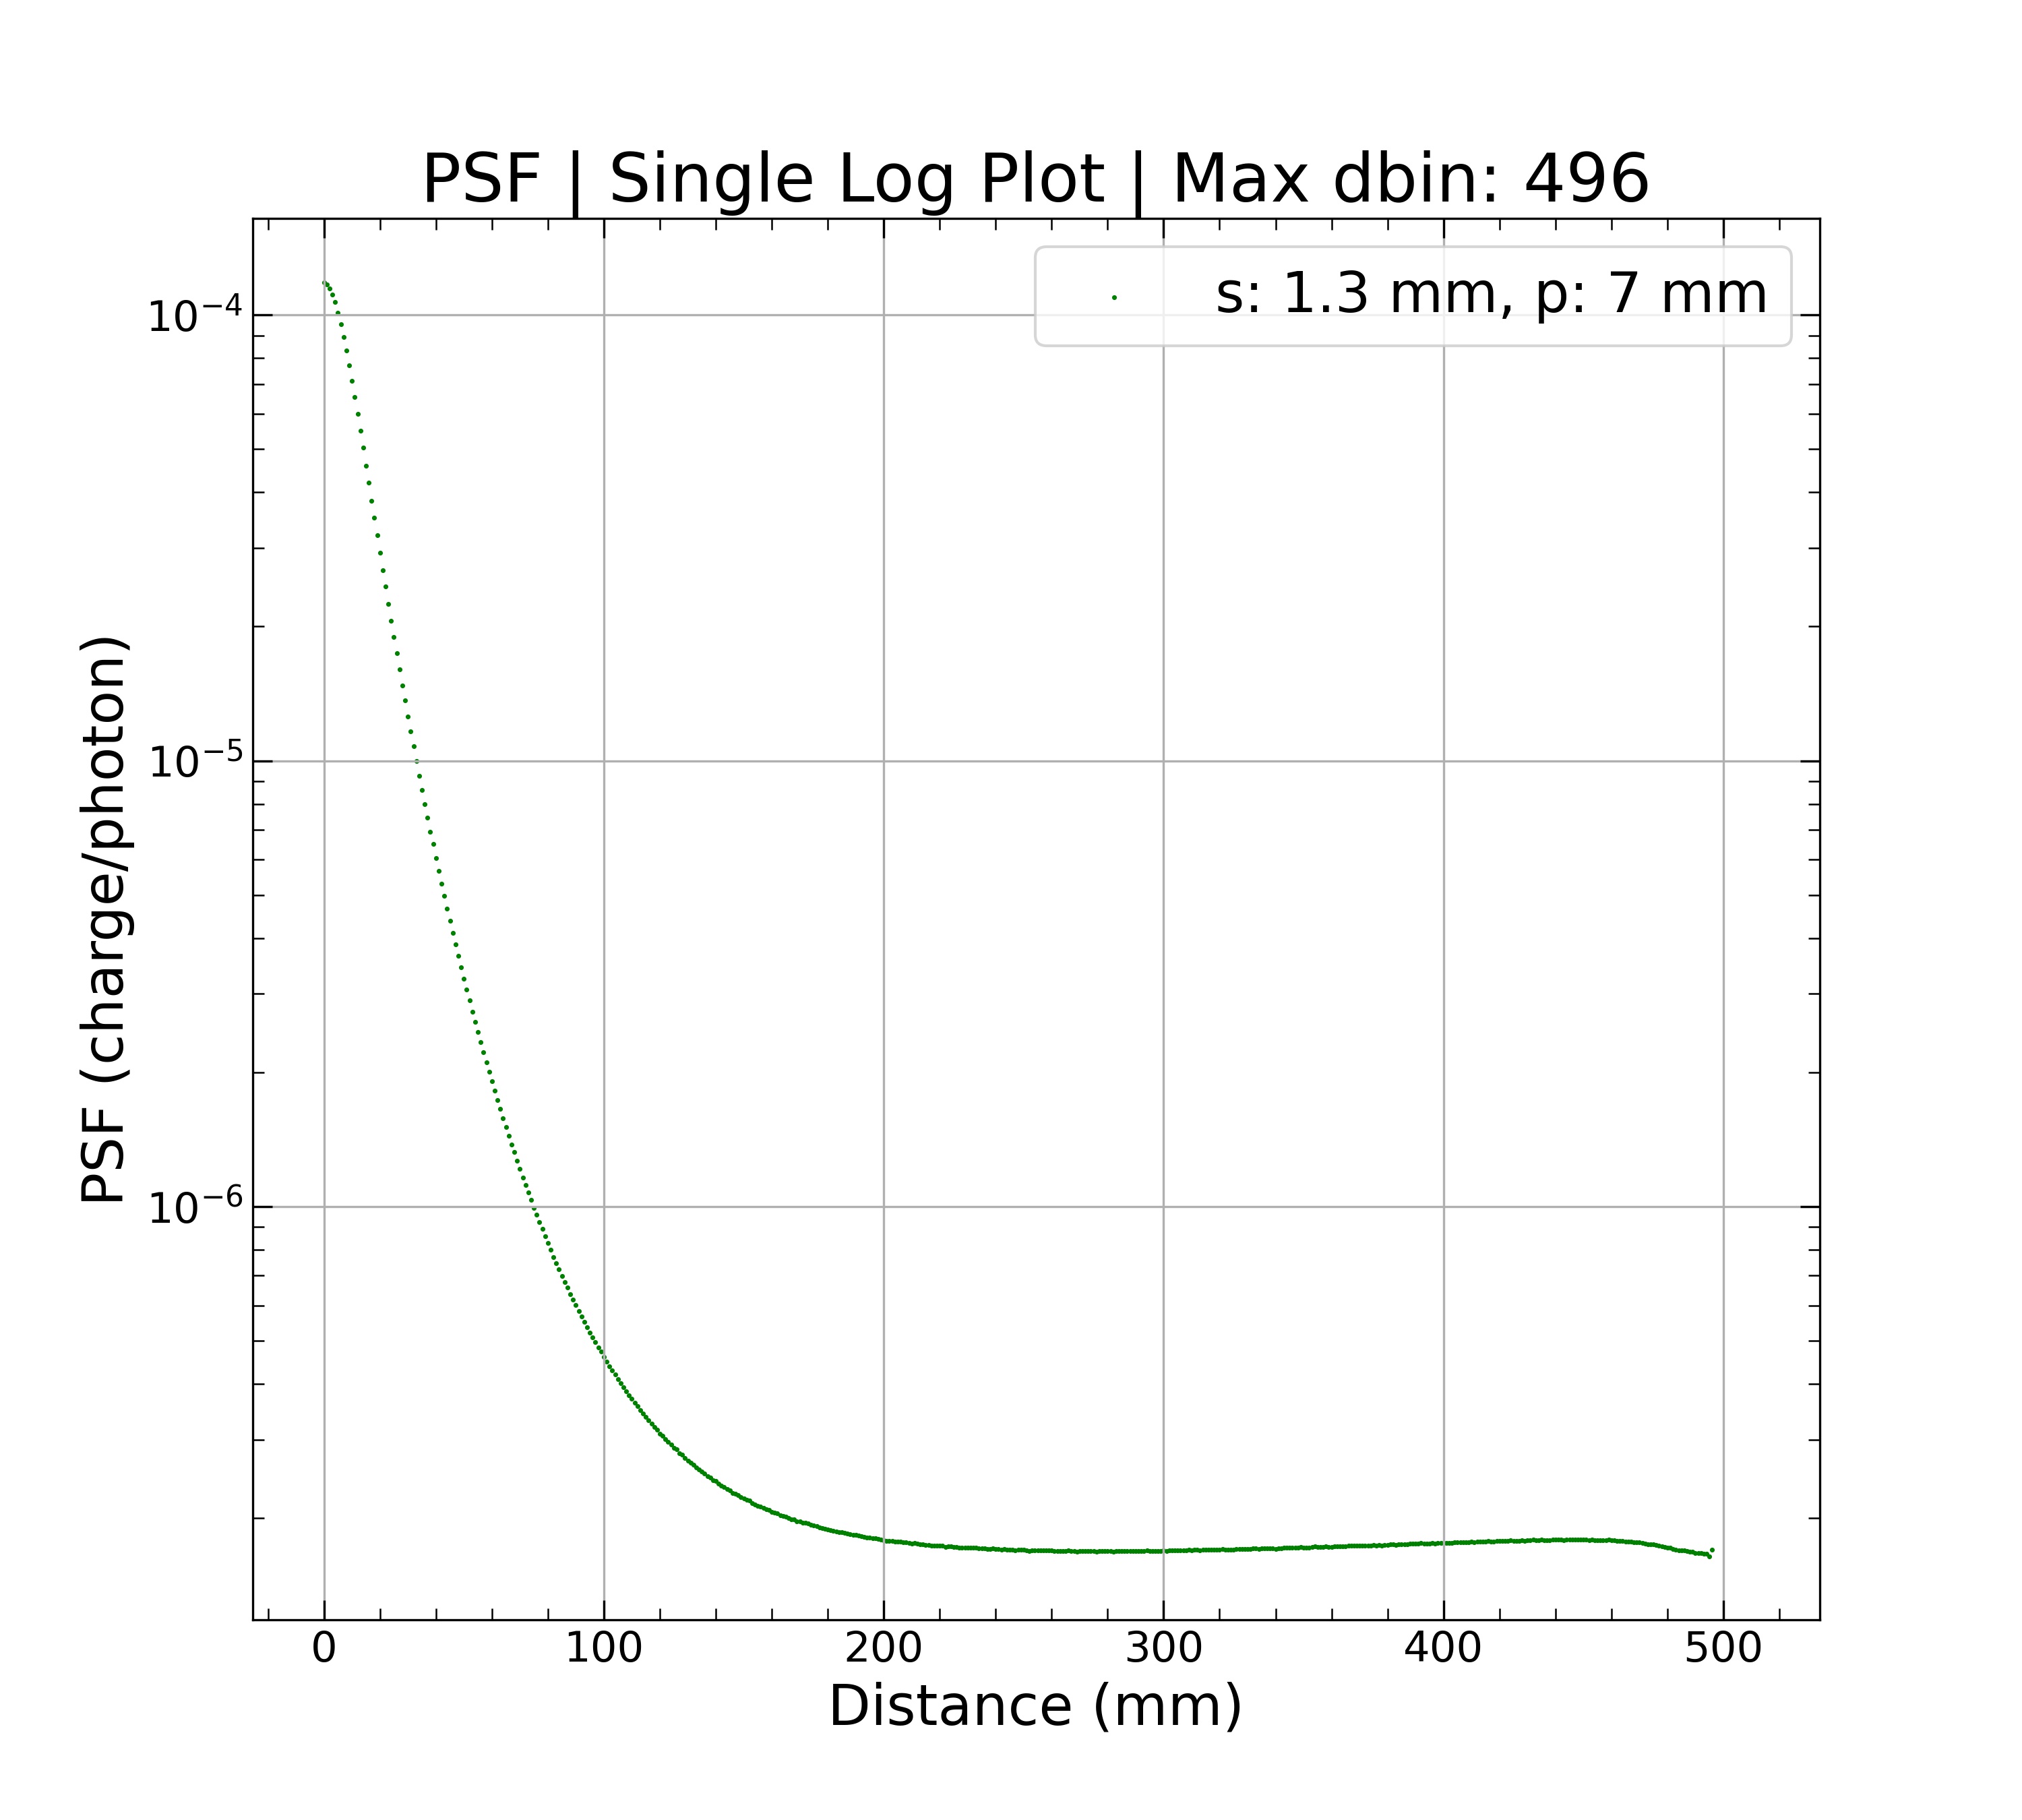 PSF | Single Log Plot | Max dbin: 496
s: 1.3 mm, p: 7 mm
10⁻⁴
10⁻⁵
10⁻⁶
PSF (charge/photon)
0 100 200 300 400 500
Distance (mm)